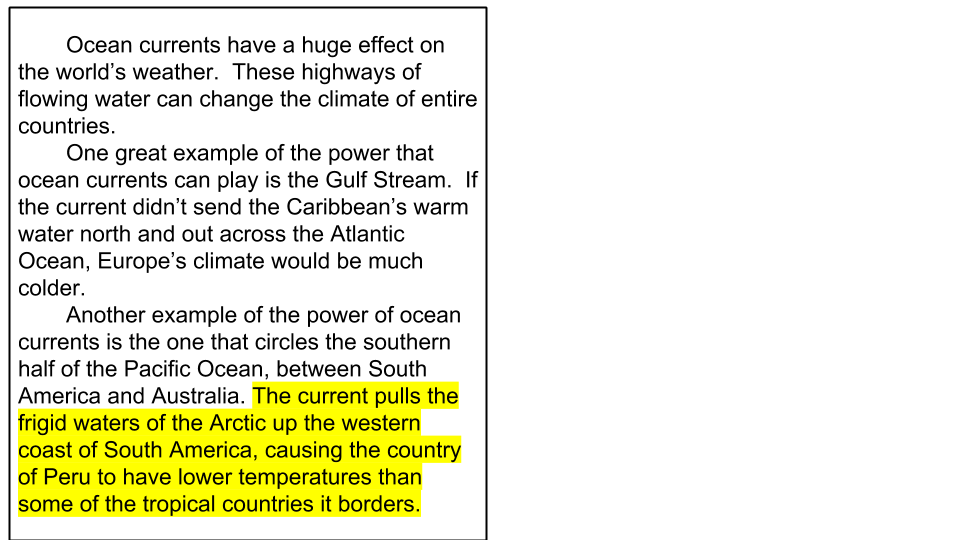 Ocean currents have a huge effect on
the world’s weather.  These highways of
flowing water can change the climate of entire
countries.
One great example of the power that
ocean currents can play is the Gulf Stream.  If
the current didn’t send the Caribbean’s warm
water north and out across the Atlantic
Ocean, Europe’s climate would be much
colder.
Another example of the power of ocean
currents is the one that circles the southern
half of the Pacific Ocean, between South
America and Australia. The current pulls the
frigid waters of the Arctic up the western
coast of South America, causing the country
of Peru to have lower temperatures than
some of the tropical countries it borders.